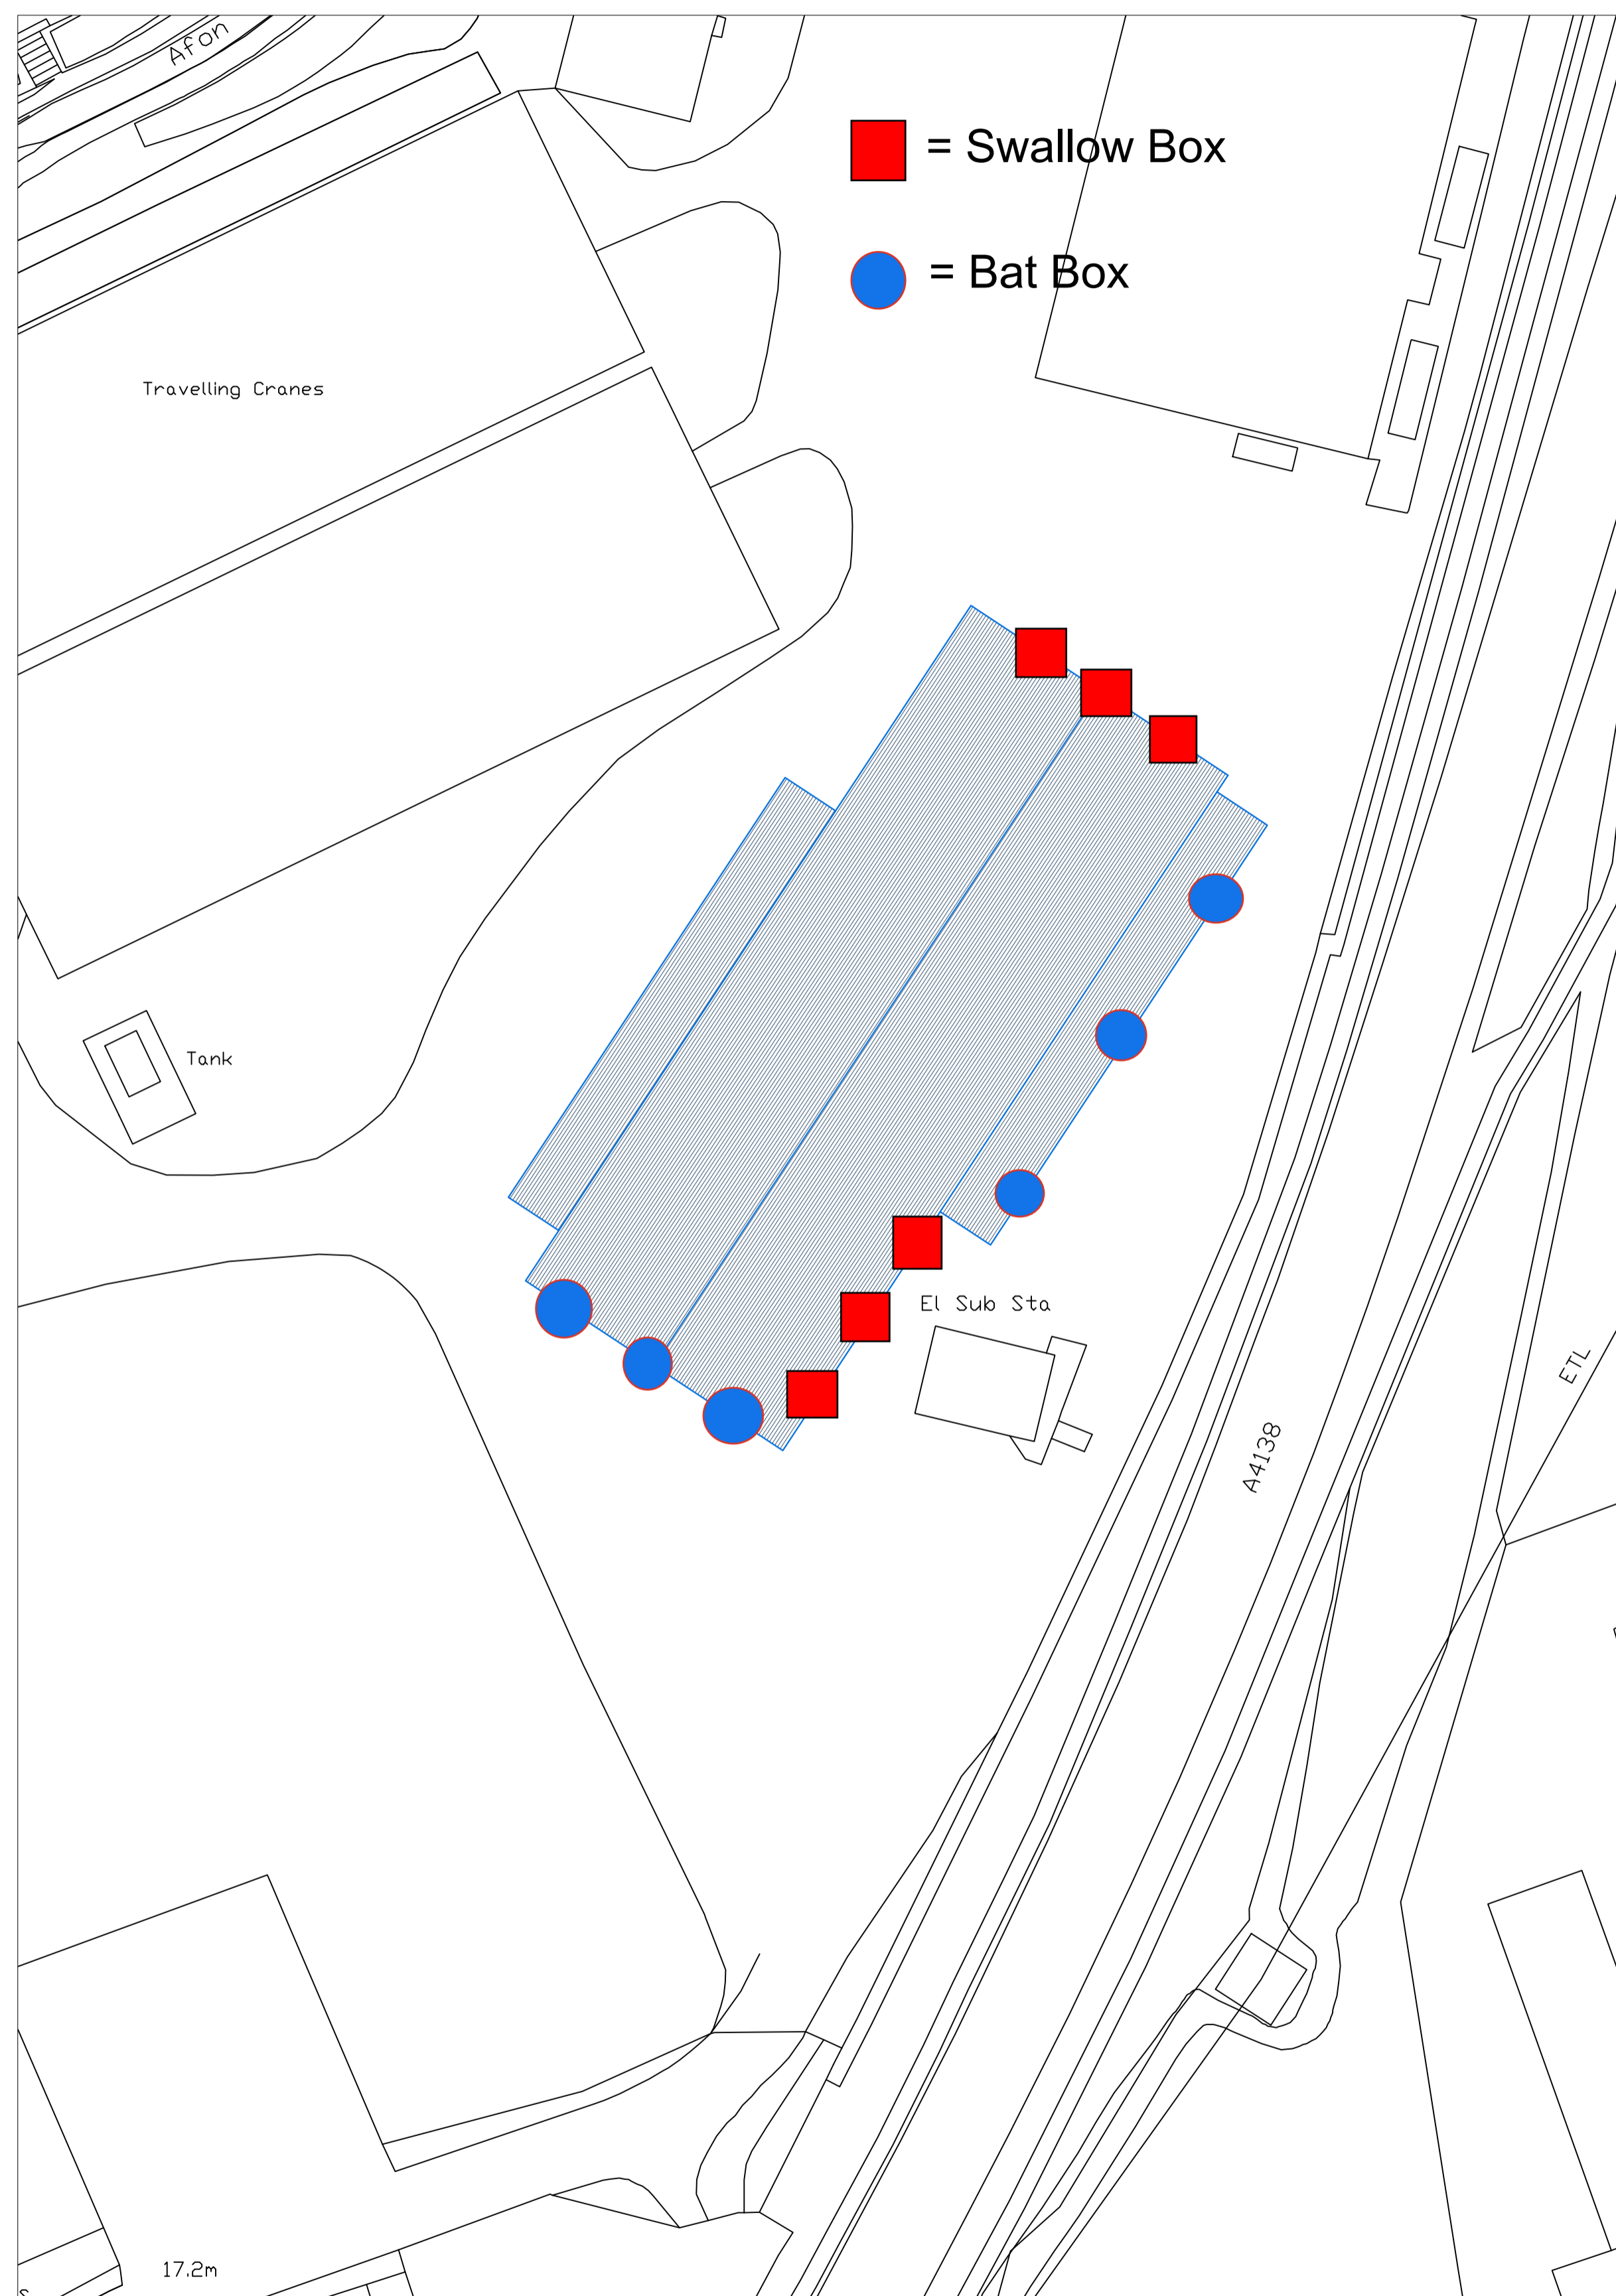 Afon
= Swallow Box
= Bat Box
Travelling Cranes
Tank
El Sub Sta
ETL
A4138
17.2m